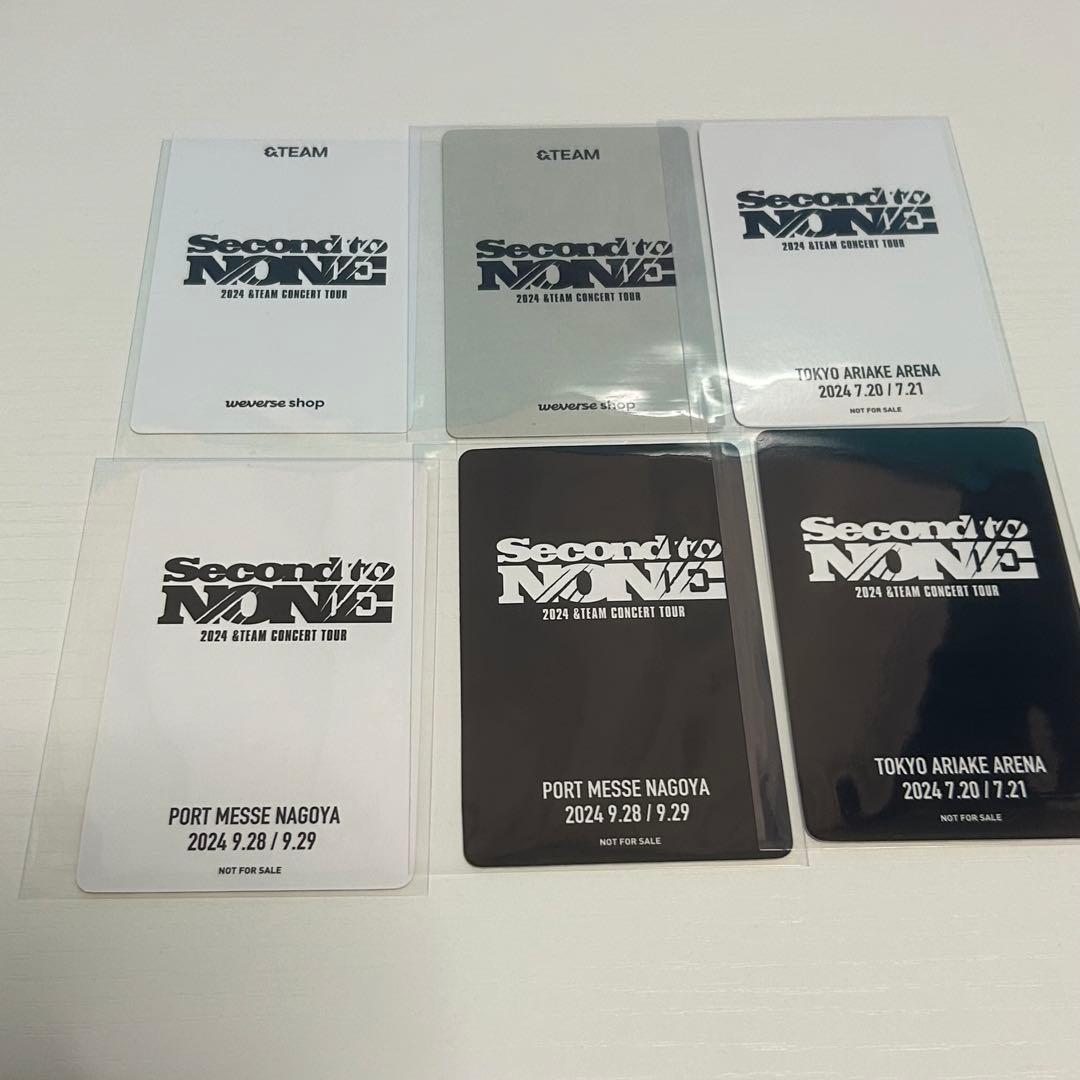 &TEAM
Second to
NONE
2024 &TEAM CONCERT TOUR
weverse shop
&TEAM
Second to
NONE
2024 &TEAM CONCERT TOUR
weverse shop
Second to
NONE
2024 &TEAM CONCERT TOUR
TOKYO ARIAKE ARENA
2024 7.20 / 7.21
NOT FOR SALE
Second to
NONE
2024 &TEAM CONCERT TOUR
PORT MESSE NAGOYA
2024 9.28 / 9.29
NOT FOR SALE
Second to
NONE
2024 &TEAM CONCERT TOUR
PORT MESSE NAGOYA
2024 9.28 / 9.29
NOT FOR SALE
Second to
NONE
2024 &TEAM CONCERT TOUR
TOKYO ARIAKE ARENA
2024 7.20 / 7.21
NOT FOR SALE